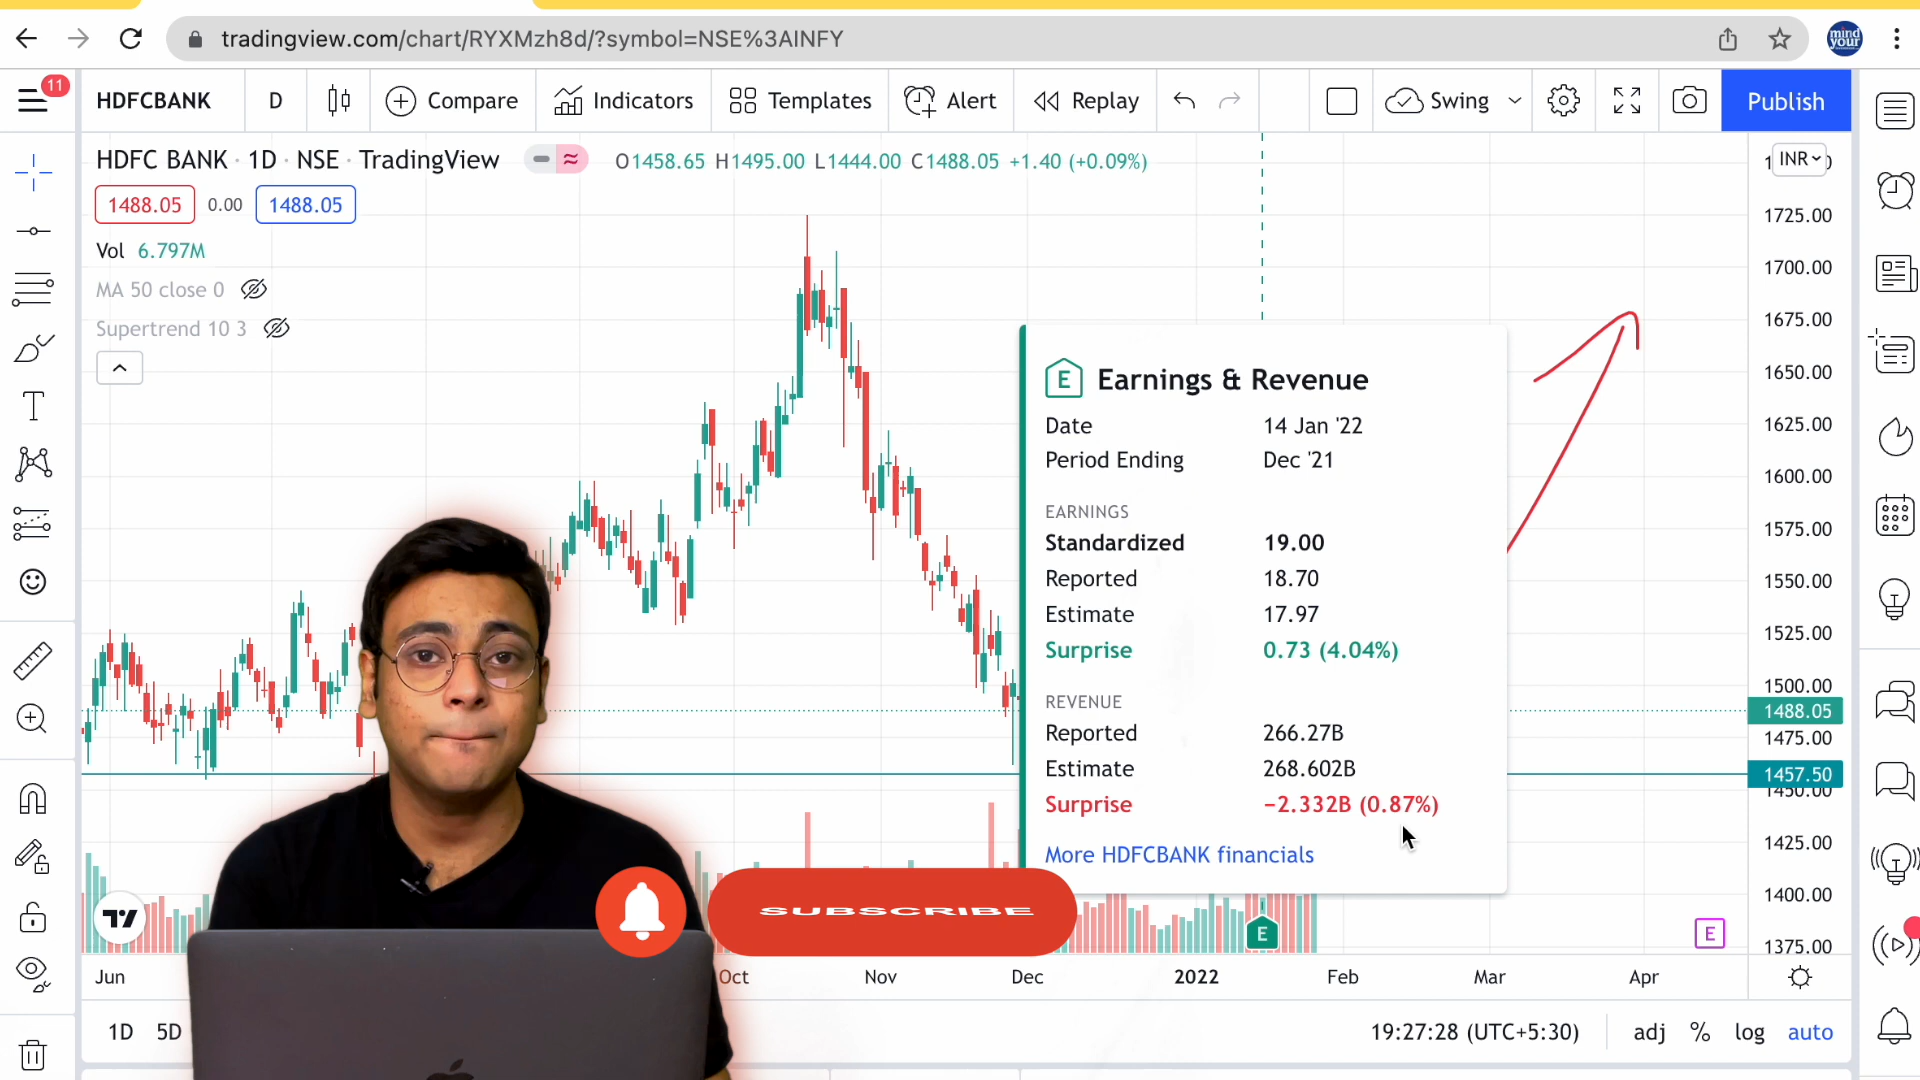 tradingview.com/chart/RYXMzh8d/?symbol=NSE%3AINFY
mind your
11
HDFCBANK D Compare Indicators Templates Alert Replay Swing Publish
HDFC BANK · 1D · NSE · TradingView O1458.65 H1495.00 L1444.00 C1488.05 +1.40 (+0.09%)
INR
1488.05 0.00 1488.05
Vol 6.797M
MA 50 close 0
Supertrend 10 3
1725.00
1700.00
1675.00
1650.00
1625.00
1600.00
1575.00
1550.00
1525.00
1500.00
1488.05
1475.00
1457.50
1450.00
1425.00
1400.00
1375.00
E Earnings & Revenue
Date 14 Jan '22
Period Ending Dec '21
EARNINGS
Standardized 19.00
Reported 18.70
Estimate 17.97
Surprise 0.73 (4.04%)
REVENUE
Reported 266.27B
Estimate 268.602B
Surprise −2.332B (0.87%)
More HDFCBANK financials
SUBSCRIBE
E
E
Jun Oct Nov Dec 2022 Feb Mar Apr
1D 5D 19:27:28 (UTC+5:30) adj % log auto